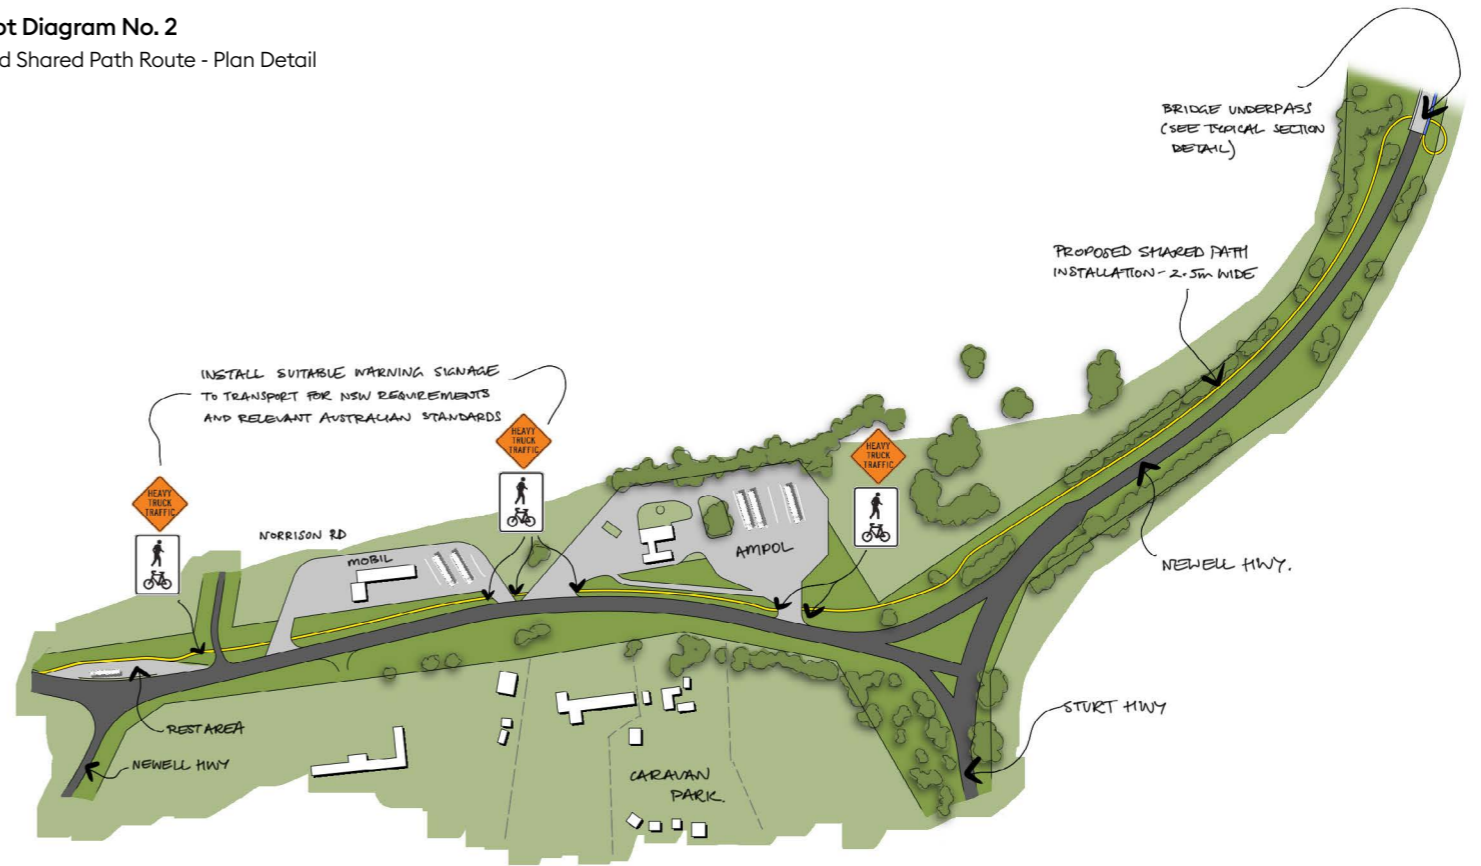 ot Diagram No. 2
d Shared Path Route - Plan Detail
BRIDGE UNDERPASS
(SEE TYPICAL SECTION
DETAIL)
PROPOSED SHARED PATH
INSTALLATION - 2.5m WIDE
INSTALL SUITABLE WARNING SIGNAGE
TO TRANSPORT FOR NSW REQUIREMENTS
AND RELEVANT AUSTRALIAN STANDARDS
HEAVY
TRUCK
TRAFFIC
HEAVY
TRUCK
TRAFFIC
HEAVY
TRUCK
TRAFFIC
NORRISON RD
MOBIL
AMPOL
NEWELL HWY.
STURT HWY
REST AREA
NEWELL HWY
CARAVAN
PARK.